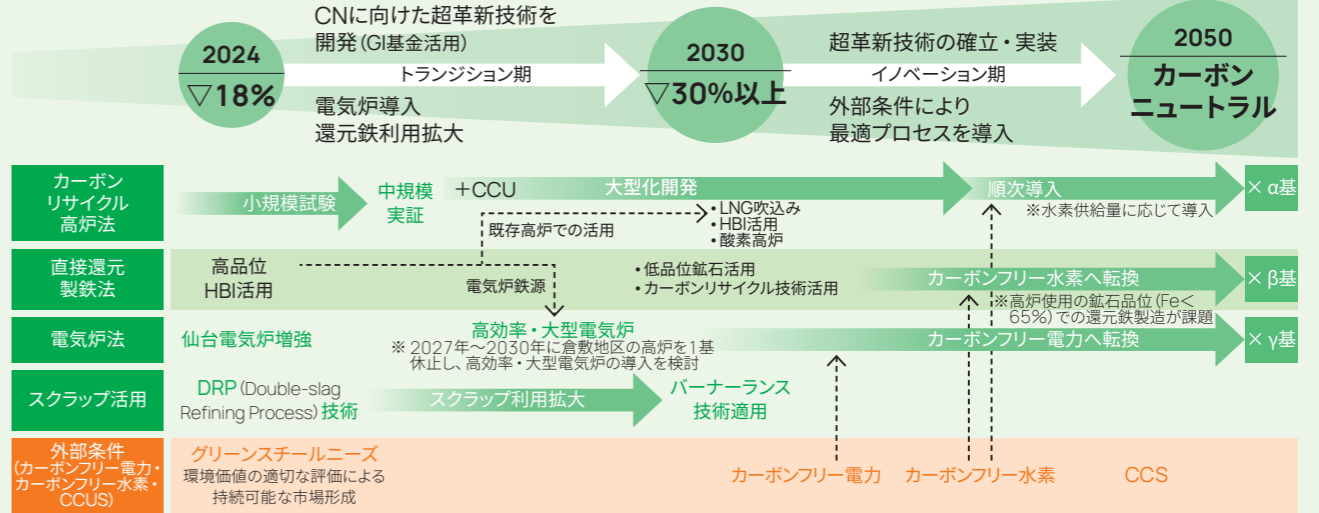 CNに向けた超革新技術を
開発(GI基金活用)
トランジション期
電気炉導入
還元鉄利用拡大
2024
▽18%
2030
▽30%以上
超革新技術の確立・実装
イノベーション期
外部条件により
最適プロセスを導入
2050
カーボン
ニュートラル
カーボン
リサイクル
高炉法
小規模試験
中規模
実証
+CCU
大型化開発
順次導入
× α基
※水素供給量に応じて導入
既存高炉での活用
•LNG吹込み
•HBI活用
•酸素高炉
直接還元
製鉄法
高品位
HBI活用
電気炉鉄源
•低品位鉱石活用
•カーボンリサイクル技術活用
カーボンフリー水素へ転換
× β基
※高炉使用の鉱石品位(Fe<
65%)での還元鉄製造が課題
電気炉法
仙台電気炉増強
高効率・大型電気炉
※ 2027年～2030年に倉敷地区の高炉を1基
休止し、高効率・大型電気炉の導入を検討
カーボンフリー電力へ転換
× γ基
スクラップ活用
DRP(Double-slag
Refining Process)技術
スクラップ利用拡大
バーナーランス
技術適用
外部条件
(カーボンフリー電力・
カーボンフリー水素・
CCUS)
グリーンスチールニーズ
環境価値の適切な評価による
持続可能な市場形成
カーボンフリー電力
カーボンフリー水素
CCS